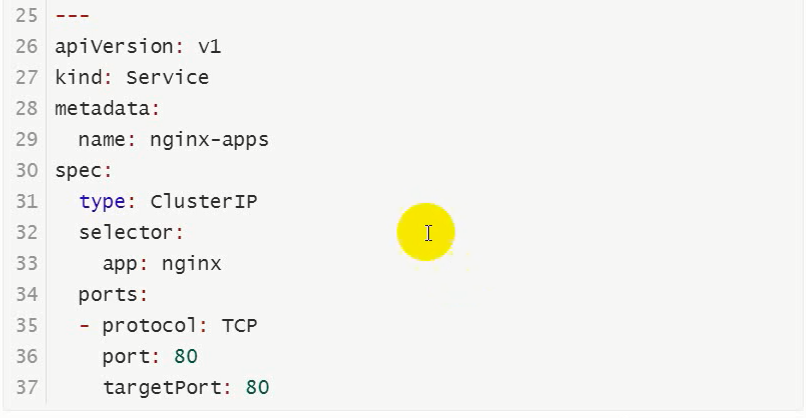 25 ---
26 apiVersion: v1
27 kind: Service
28 metadata:
29   name: nginx-apps
30 spec:
31   type: ClusterIP
32   selector:
33     app: nginx
34   ports:
35   - protocol: TCP
36     port: 80
37     targetPort: 80